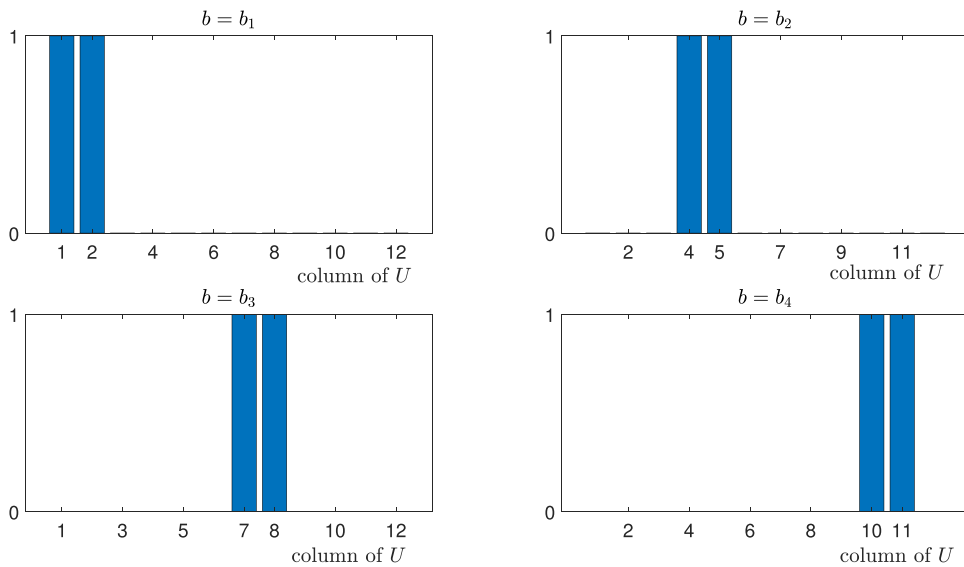 b = b₁
1
0
1 2 4 6 8 10 12
column of U
b = b₂
1
0
2 4 5 7 9 11
column of U
b = b₃
1
0
1 3 5 7 8 10 12
column of U
b = b₄
1
0
2 4 6 8 10 11
column of U